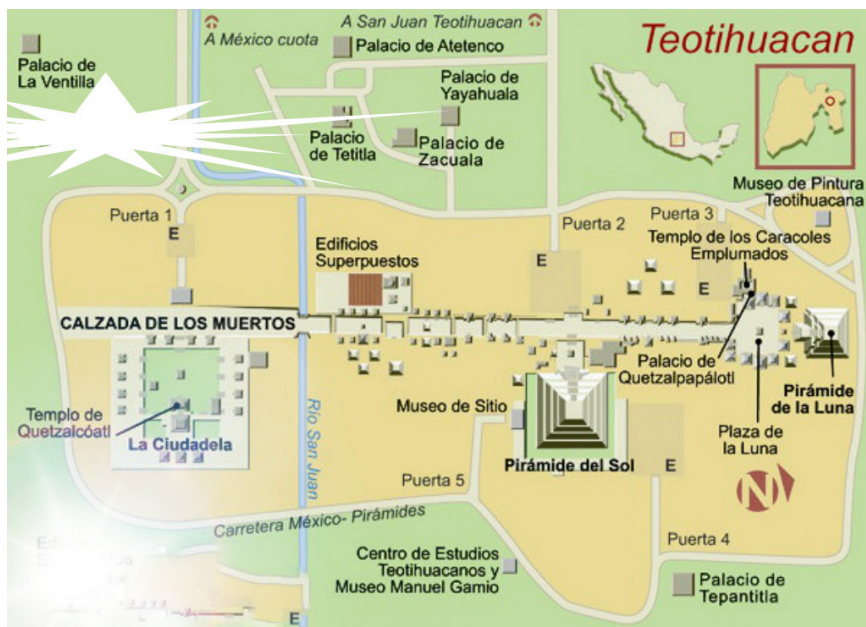 Teotihuacan
A San Juan Teotihuacan
A México cuota
Palacio de Atetenco
Palacio de
La Ventilla
Palacio de
Yayahuala
Palacio
de Tetitla
Palacio de
Zacuala
Museo de Pintura
Teotihuacana
Puerta 1
Puerta 2
Puerta 3
E
Templo de los Caracoles
Emplumados
Edificios
Superpuestos
E
E
CALZADA DE LOS MUERTOS
Palacio de
Quetzalpapálotl
Pirámide
de la Luna
Templo de
Quetzalcóatl
La Ciudadela
Río San Juan
Museo de Sitio
Plaza de
la Luna
Pirámide del Sol
E
Puerta 5
N
Carretera México- Pirámides
Puerta 4
Centro de Estudios
Teotihuacanos y
Museo Manuel Gamio
Palacio de
Tepantitla
E